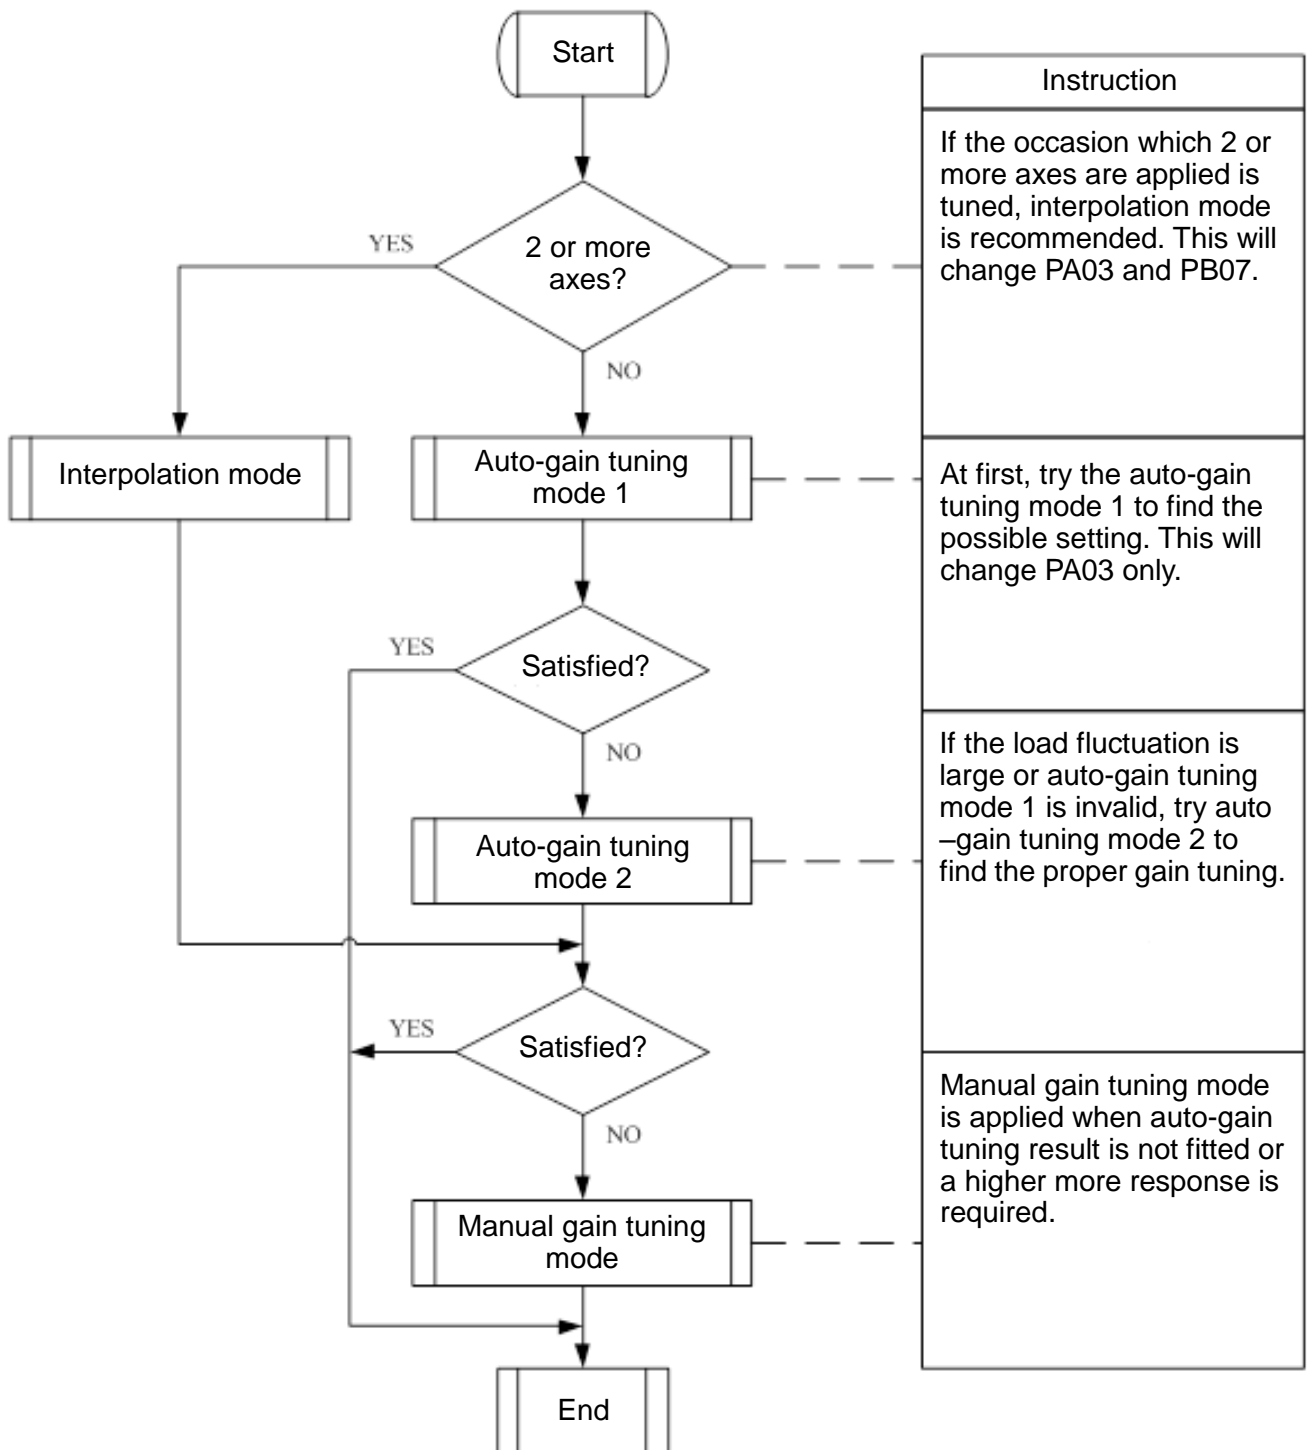 Start
2 or more
axes?
YES
NO
Interpolation mode
Auto-gain tuning
mode 1
YES
Satisfied?
NO
Auto-gain tuning
mode 2
YES
Satisfied?
NO
Manual gain tuning
mode
End
Instruction
If the occasion which 2 or
more axes are applied is
tuned, interpolation mode
is recommended. This will
change PA03 and PB07.
At first, try the auto-gain
tuning mode 1 to find the
possible setting. This will
change PA03 only.
If the load fluctuation is
large or auto-gain tuning
mode 1 is invalid, try auto
–gain tuning mode 2 to
find the proper gain tuning.
Manual gain tuning mode
is applied when auto-gain
tuning result is not fitted or
a higher more response is
required.